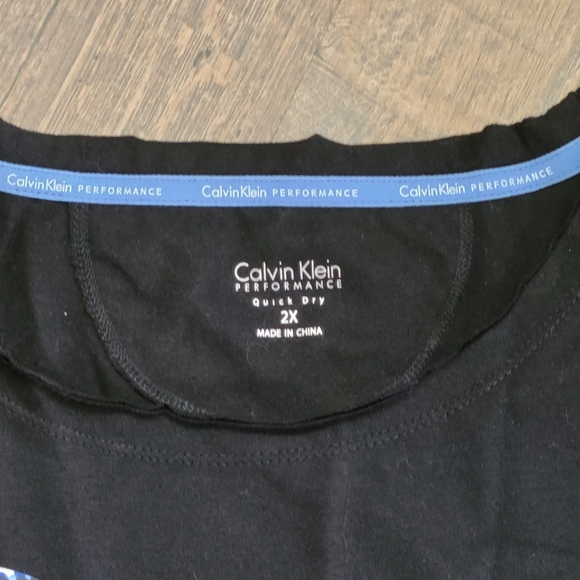 CalvinKlein PERFORMANCE CalvinKlein PERFORMANCE CalvinKlein PERFORMANCE
Calvin Klein
PERFORMANCE
Quick Dry
2X
MADE IN CHINA